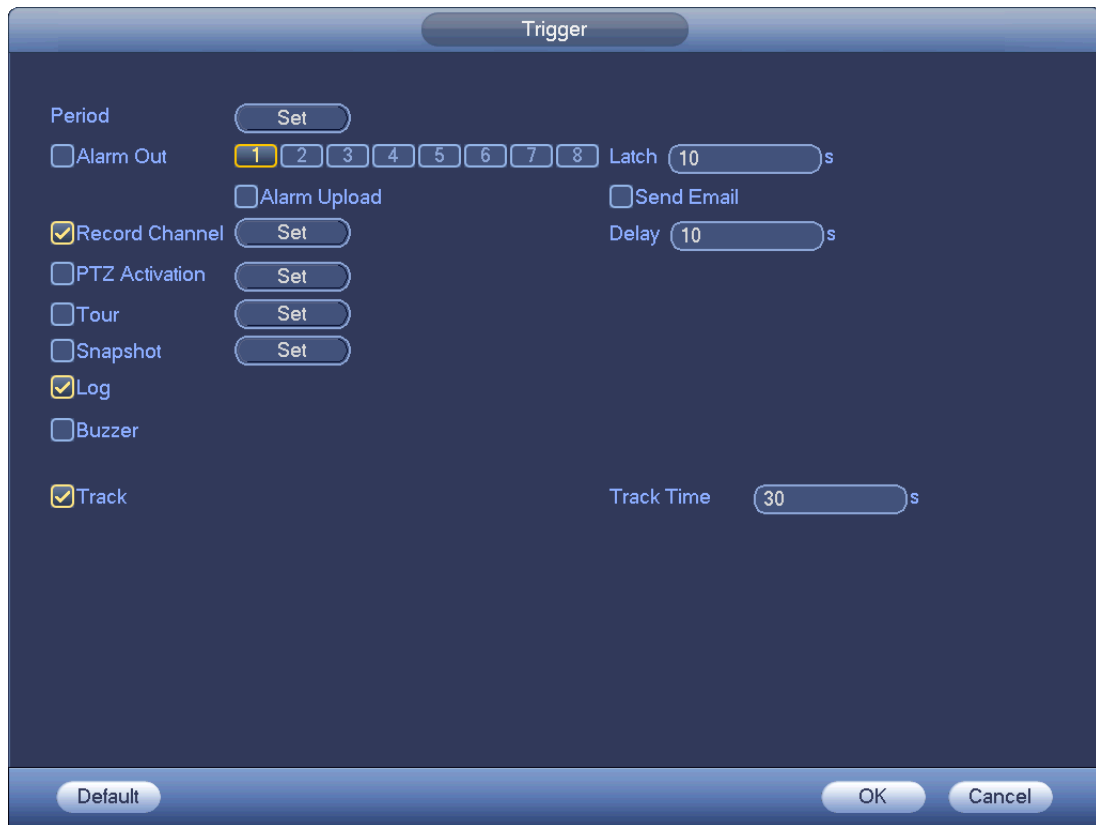 Trigger
Period Set
Alarm Out 1 2 3 4 5 6 7 8 Latch 10 s
Alarm Upload Send Email
Record Channel Set Delay 10 s
PTZ Activation Set
Tour Set
Snapshot Set
Log
Buzzer
Track Track Time 30 s
Default OK Cancel